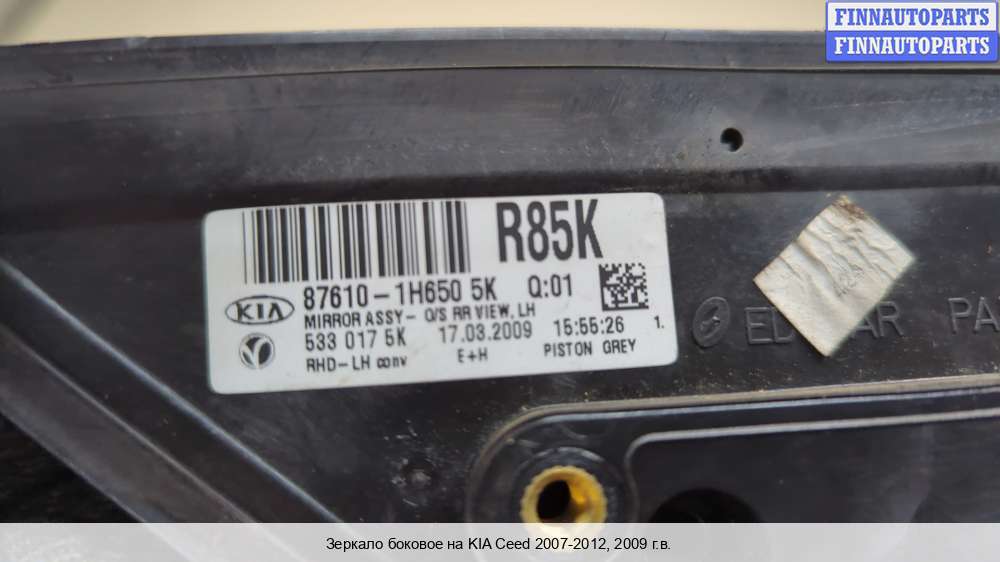 FINNAUTOPARTS
FINNAUTOPARTS
R85K
KIA 87610-1H650 5K Q:01
MIRROR ASSY- O/S RR VIEW, LH
533 017 5K 17.03.2009 15:55:26 1.
RHD-LH conv E+H PISTON GREY
PA
Зеркало боковое на KIA Ceed 2007-2012, 2009 г.в.